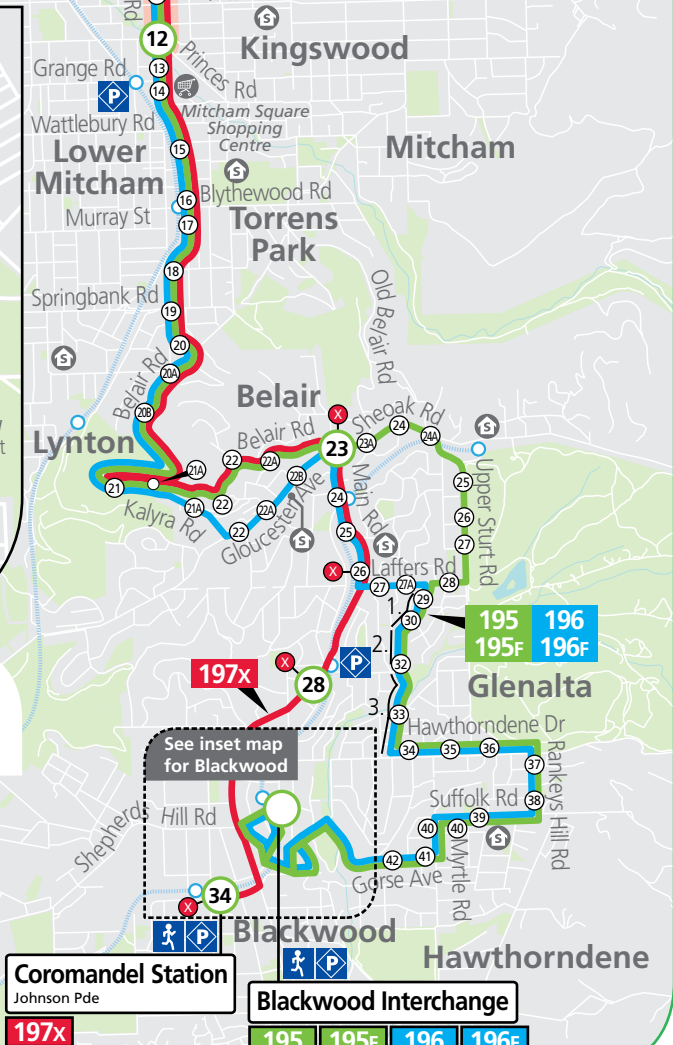 Rd
12
S
Kingswood
Grange Rd
13
14
Princes Rd
P
Wattlebury Rd
Mitcham Square
Shopping
Centre
Lower
Mitcham
15
Mitcham
S
16
Blythewood Rd
Murray St
17
Torrens
Park
18
Springbank Rd
19
Old Belair Rd
20
S
Belair Rd
20A
20B
Belair
X
Sheoak Rd
24
24A
S
Lynton
Belair Rd
23
23A
21A
22
22A
21
Kalyra Rd
21A
22
22A
22B
22
Gloucester Ave
S
24
Main Rd
25
S
25
26
27
Upper Sturt Rd
X
26
Laffers Rd
27
27A
28
29
1.
30
195
196
195F
196F
2.
32
P
X
28
197X
Glenalta
3.
33
Hawthorndene Dr
34
35
36
See inset map
for Blackwood
37
Rankeys Hill Rd
Shepherds Hill Rd
Suffolk Rd
38
39
40
40
S
42
41
Myrtle Rd
Gorse Ave
34
X
P
Blackwood
P
Hawthorndene
Coromandel Station
Johnson Pde
197X
Blackwood Interchange
195
195F
196
196F